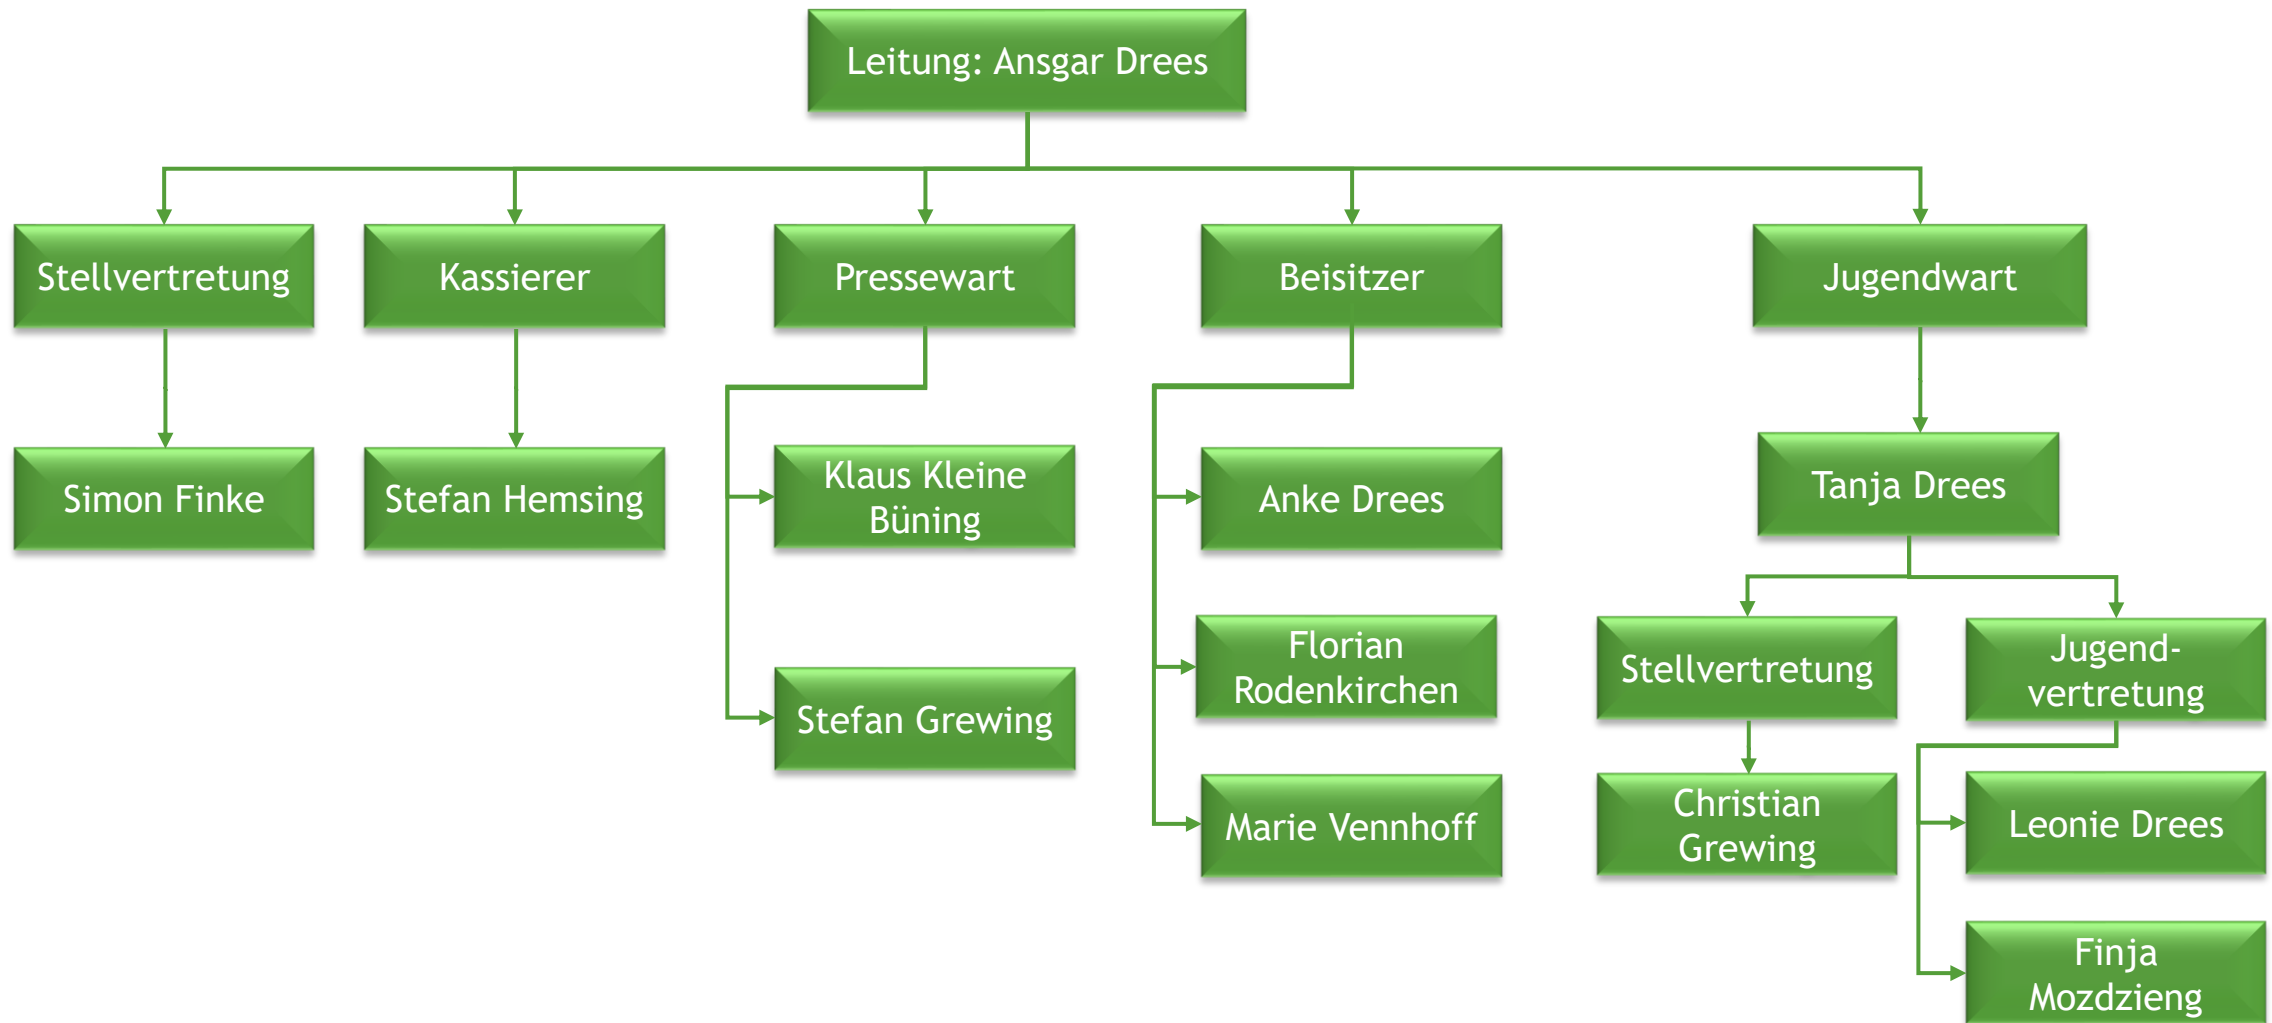 Leitung: Ansgar Drees
Stellvertretung
Kassierer
Pressewart
Beisitzer
Jugendwart
Simon Finke
Stefan Hemsing
Klaus Kleine
Büning
Anke Drees
Tanja Drees
Stefan Grewing
Florian
Rodenkirchen
Stellvertretung
Jugend-
vertretung
Marie Vennhoff
Christian
Grewing
Leonie Drees
Finja
Mozdzieng